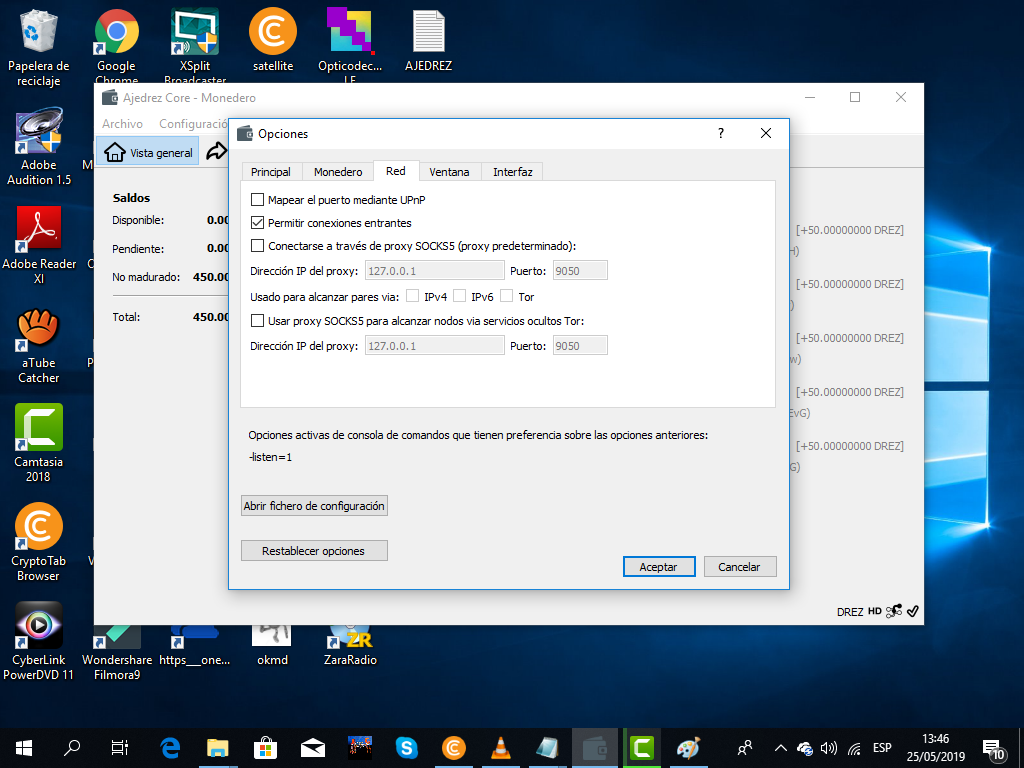 Papelera de
reciclaje
Google
Chrome
XSplit
Broadcaster
satellite
Opticodec...
LE
AJEDREZ
Adobe
Audition 1.5
Adobe Reader
XI
aTube
Catcher
Camtasia
2018
CryptoTab
Browser
CyberLink
PowerDVD 11
Wondershare
Filmora9
https___one...
okmd
ZR
ZaraRadio
Ajedrez Core - Monedero
Archivo Configuració
Vista general
Saldos
Disponible: 0.00
Pendiente: 0.00
No madurado: 450.00
Total: 450.00
[+50.00000000 DREZ]
H)
[+50.00000000 DREZ]
)
[+50.00000000 DREZ]
w)
[+50.00000000 DREZ]
EvG)
[+50.00000000 DREZ]
G)
DREZ HD
Opciones
?
Principal Monedero Red Ventana Interfaz
Mapear el puerto mediante UPnP
Permitir conexiones entrantes
Conectarse a través de proxy SOCKS5 (proxy predeterminado):
Dirección IP del proxy: 127.0.0.1 Puerto: 9050
Usado para alcanzar pares via: IPv4 IPv6 Tor
Usar proxy SOCKS5 para alcanzar nodos via servicios ocultos Tor:
Dirección IP del proxy: 127.0.0.1 Puerto: 9050
Opciones activas de consola de comandos que tienen preferencia sobre las opciones anteriores:
-listen=1
Abrir fichero de configuración
Restablecer opciones
Aceptar Cancelar
ESP
13:46
25/05/2019
10